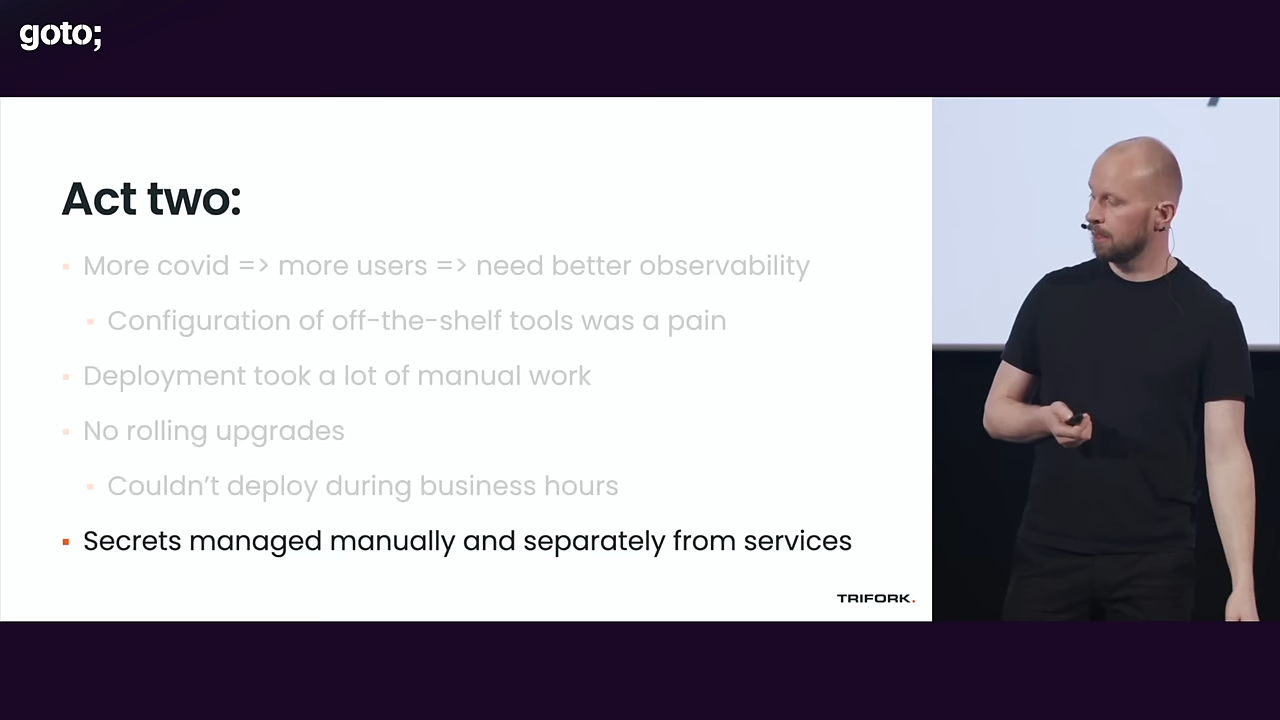 goto;
Act two:
▪ More covid => more users => need better observability
▪ Configuration of off-the-shelf tools was a pain
▪ Deployment took a lot of manual work
▪ No rolling upgrades
▪ Couldn’t deploy during business hours
▪ Secrets managed manually and separately from services
TRIFORK.